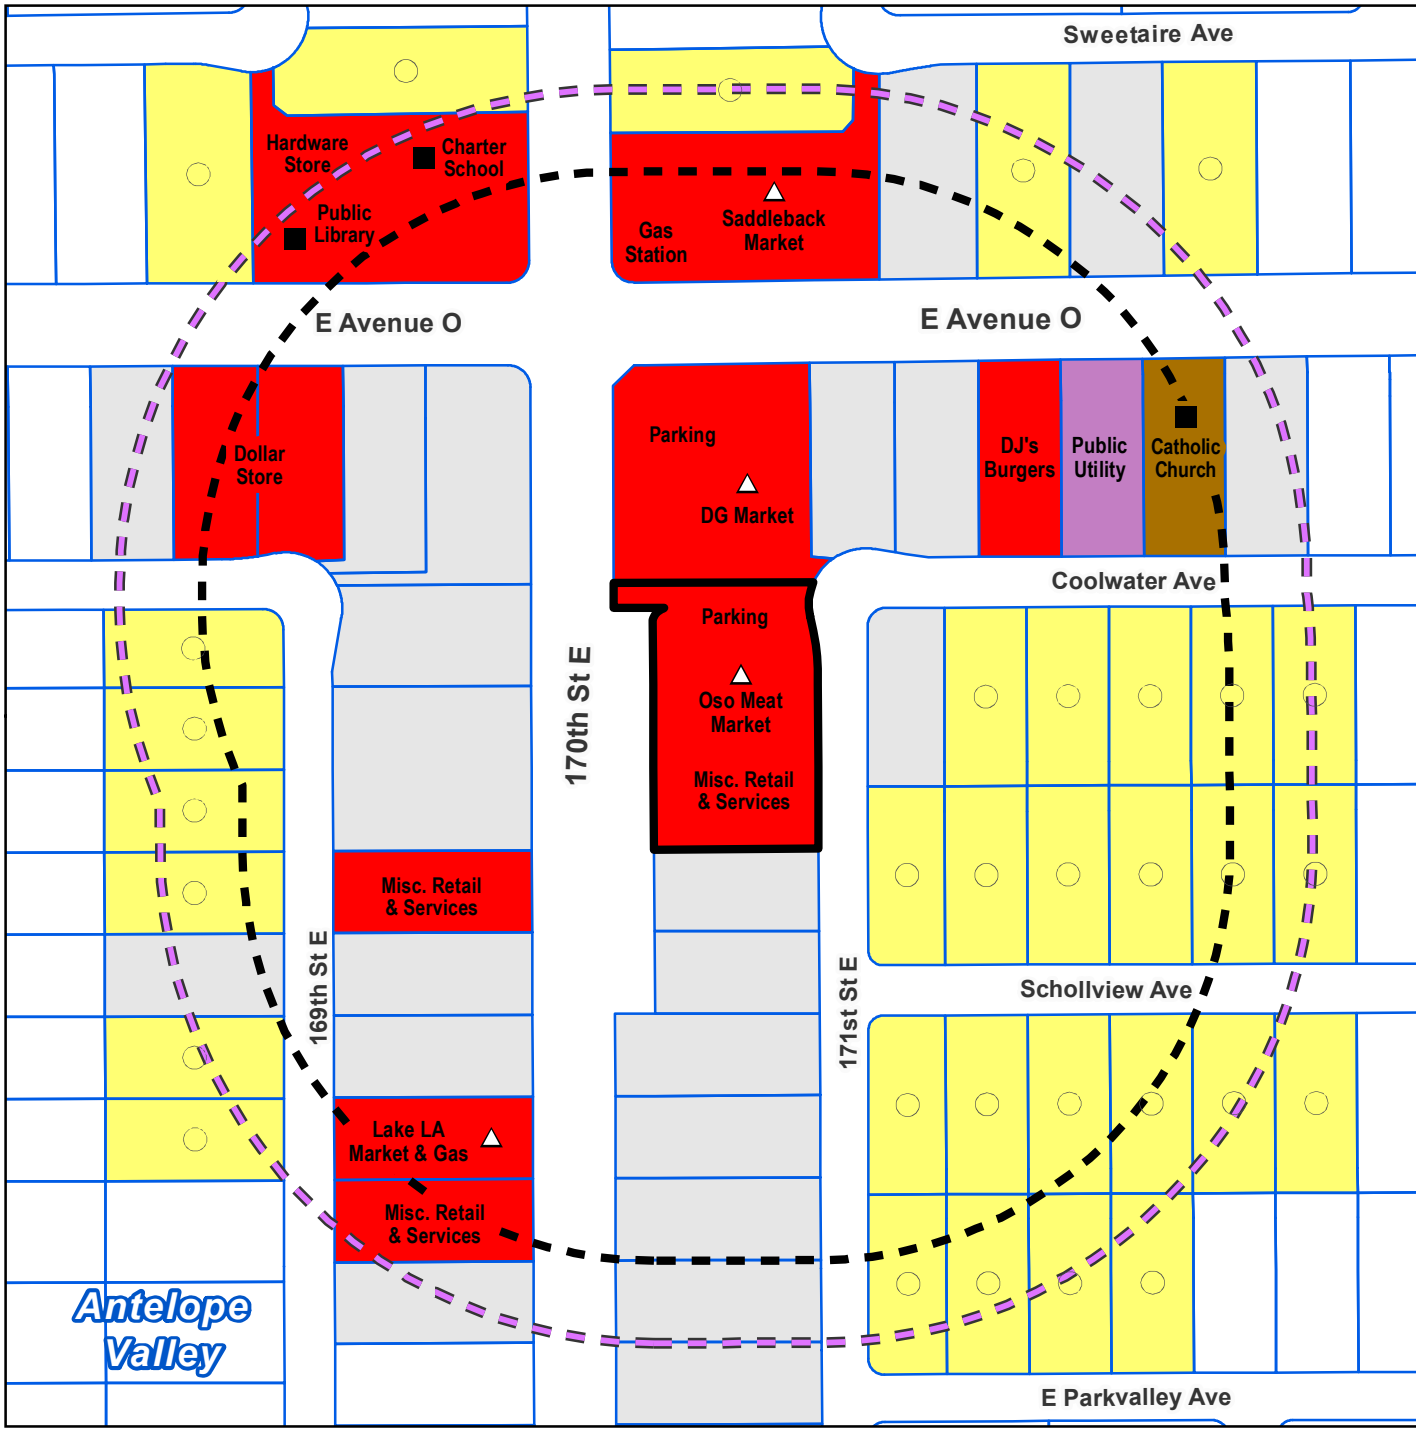 Sweetaire Ave
Hardware
Store
Charter
School
Public
Library
Gas
Station
Saddleback
Market
E Avenue O
E Avenue O
Dollar
Store
Parking
DG Market
DJ's
Burgers
Public
Utility
Catholic
Church
Coolwater Ave
Parking
Oso Meat
Market
Misc. Retail
& Services
170th St E
Misc. Retail
& Services
169th St E
171st St E
Schollview Ave
Lake LA
Market & Gas
Misc. Retail
& Services
Antelope
Valley
E Parkvalley Ave